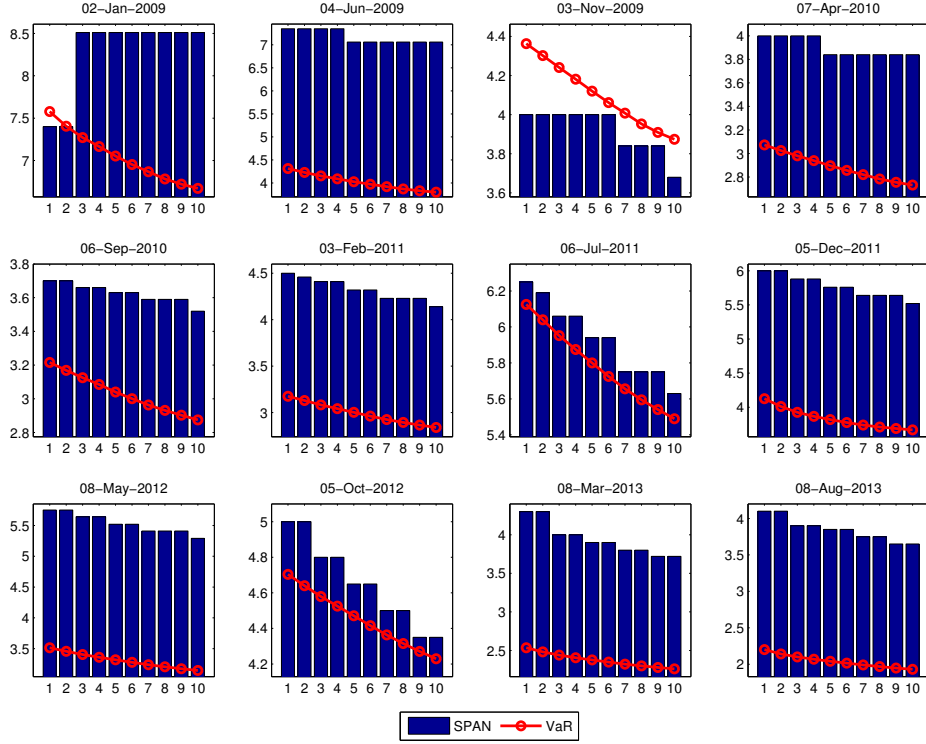 02-Jan-2009
04-Jun-2009
03-Nov-2009
07-Apr-2010
8.5
8
7.5
7
1 2 3 4 5 6 7 8 9 10
7
6.5
6
5.5
5
4.5
4
1 2 3 4 5 6 7 8 9 10
4.4
4.2
4
3.8
3.6
1 2 3 4 5 6 7 8 9 10
4
3.8
3.6
3.4
3.2
3
2.8
1 2 3 4 5 6 7 8 9 10
06-Sep-2010
03-Feb-2011
06-Jul-2011
05-Dec-2011
3.8
3.6
3.4
3.2
3
2.8
1 2 3 4 5 6 7 8 9 10
4.5
4
3.5
3
1 2 3 4 5 6 7 8 9 10
6.2
6
5.8
5.6
5.4
1 2 3 4 5 6 7 8 9 10
6
5.5
5
4.5
4
1 2 3 4 5 6 7 8 9 10
08-May-2012
05-Oct-2012
08-Mar-2013
08-Aug-2013
5.5
5
4.5
4
3.5
1 2 3 4 5 6 7 8 9 10
5
4.8
4.6
4.4
4.2
1 2 3 4 5 6 7 8 9 10
4
3.5
3
2.5
1 2 3 4 5 6 7 8 9 10
4
3.5
3
2.5
2
1 2 3 4 5 6 7 8 9 10
SPAN
VaR